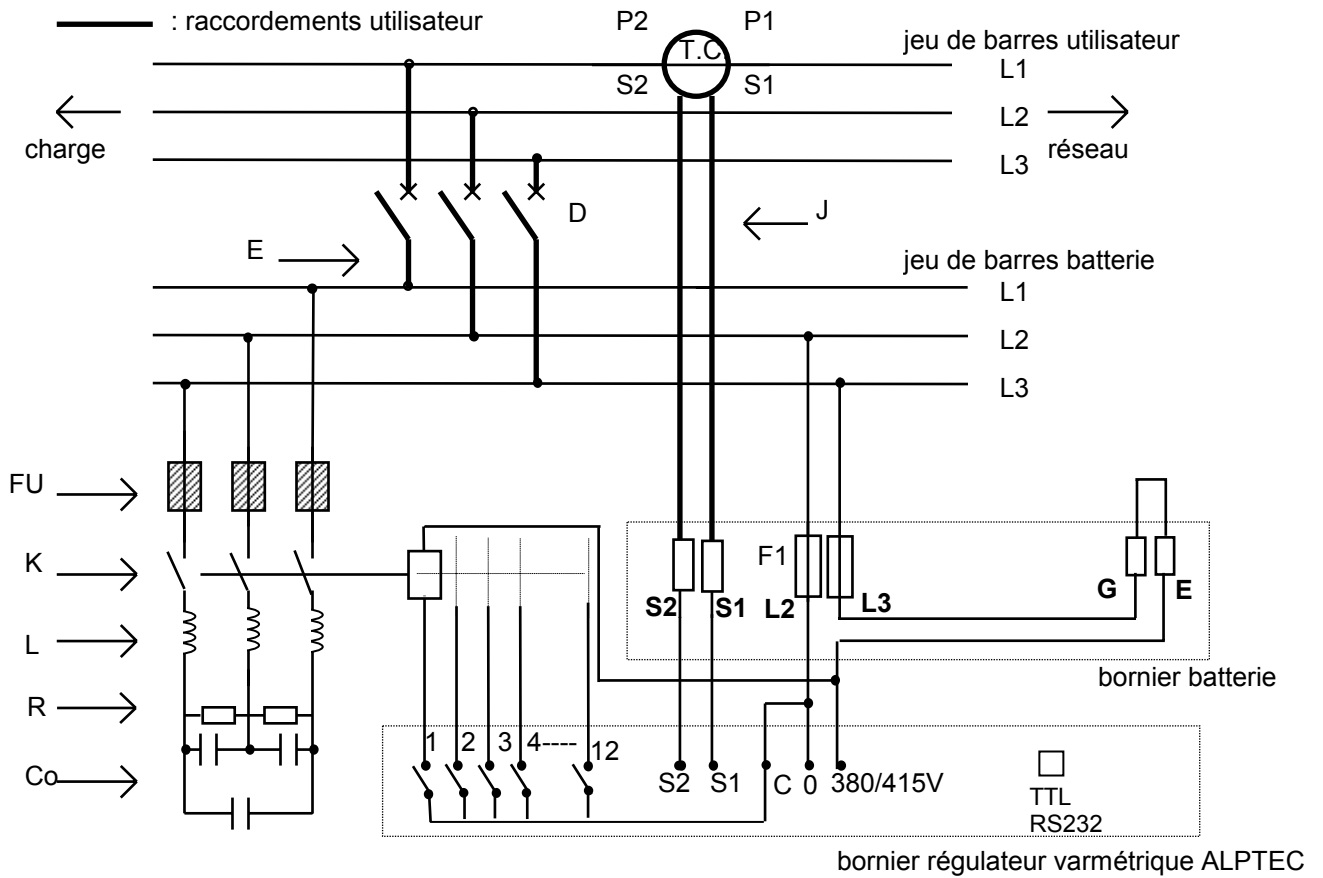 : raccordements utilisateur
P2 P1
T.C
jeu de barres utilisateur
S2 S1
L1
L2
charge
réseau
L3
D
J
E
jeu de barres batterie
L1
L2
L3
FU
F1
K
S2 S1 L2 L3
G E
L
bornier batterie
R
1 2 3 4---- 12
Co
S2 S1 C 0 380/415V
TTL
RS232
bornier régulateur varmétrique ALPTEC